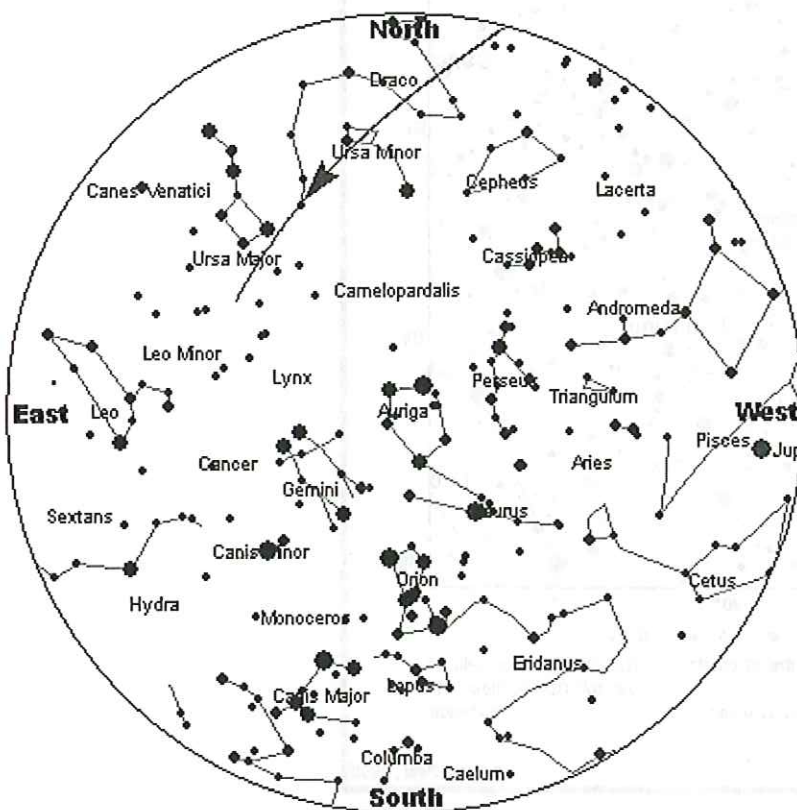 North
Draco
Ursa Minor
Canes Venatici
Cepheus
Lacerta
Ursa Major
Cassiopea
Camelopardalis
Andromeda
Leo Minor
Lynx
Perseus
Triangulum
East
Leo
Auriga
West
Pisces
Jup
Cancer
Aries
Gemini
Sextans
Taurus
Canis Minor
Orion
Cetus
Hydra
Monoceros
Eridanus
Canis Major
Lepus
Columba
Caelum
South